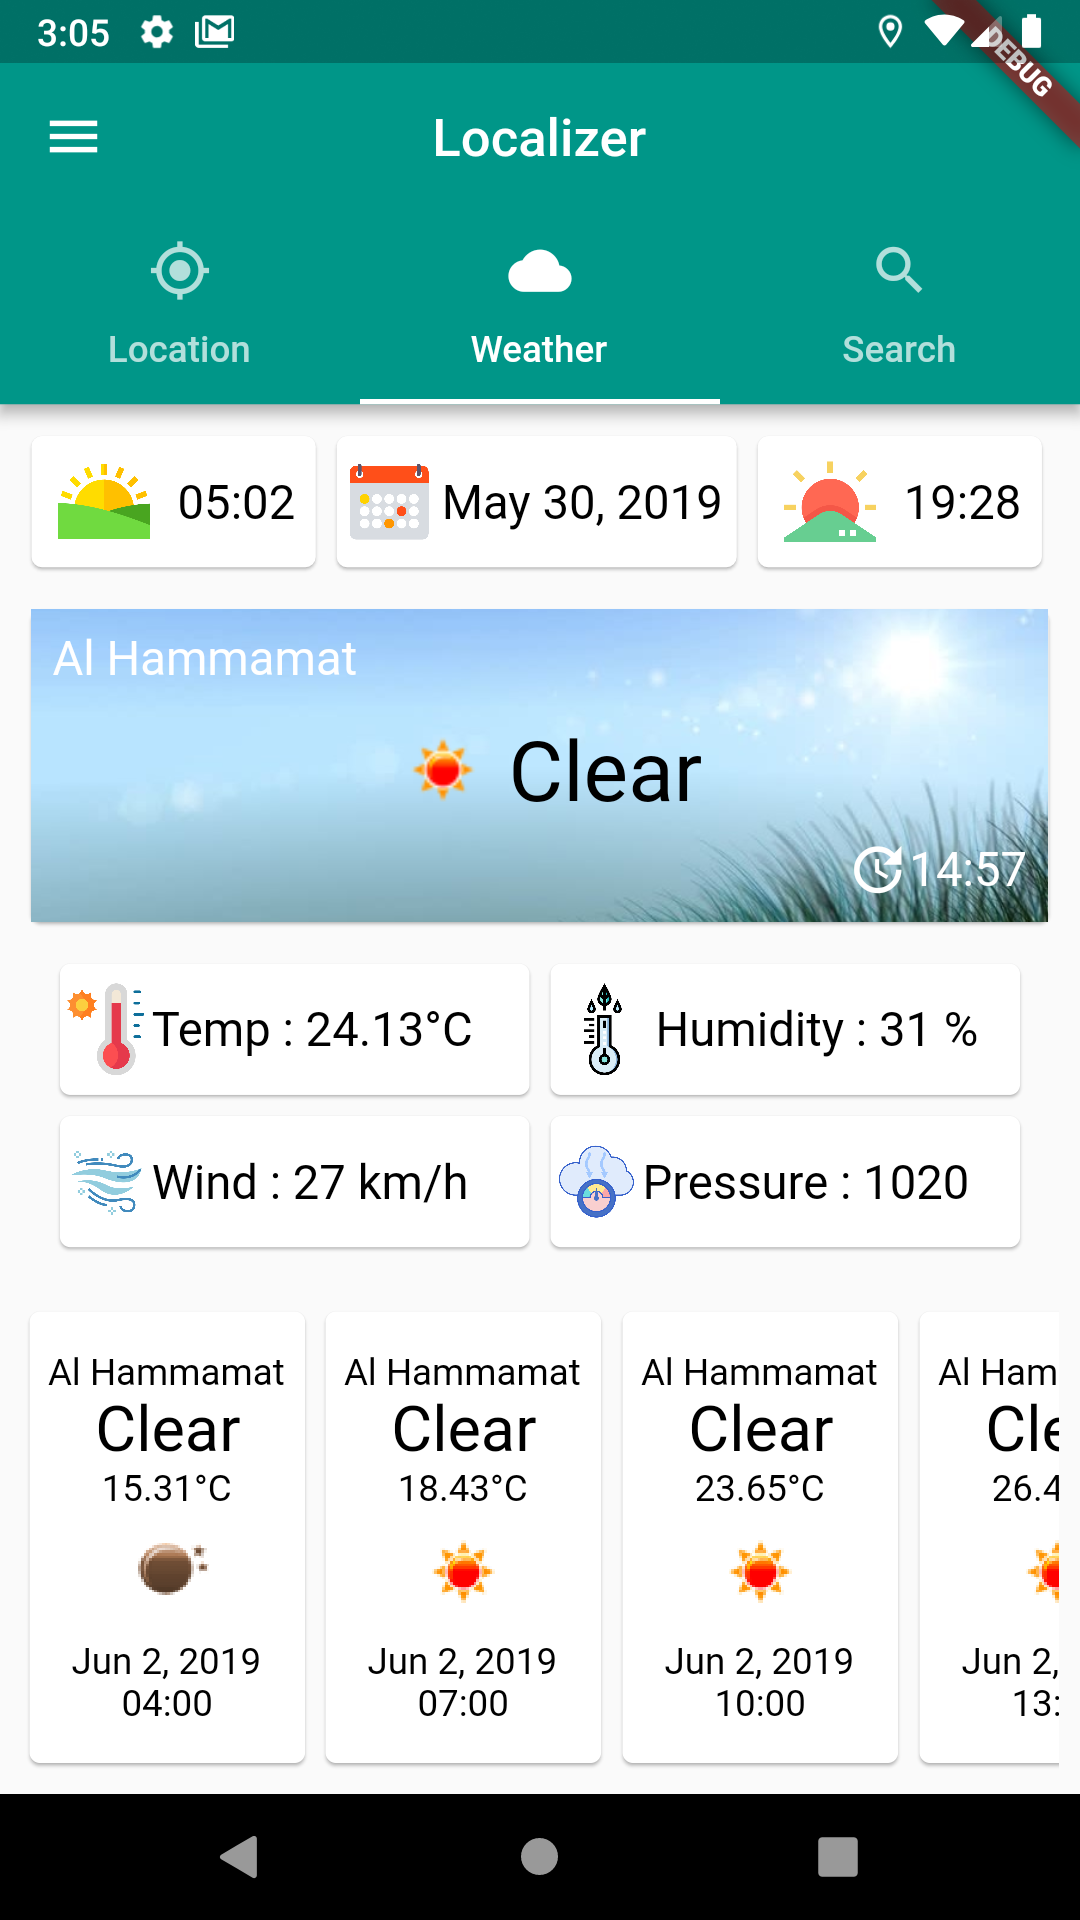 3:05
DEBUG
Localizer
Location
Weather
Search
05:02
May 30, 2019
19:28
Al Hammamat
Clear
14:57
Temp : 24.13°C
Humidity : 31 %
Wind : 27 km/h
Pressure : 1020
Al Hammamat
Clear
15.31°C
Jun 2, 2019
04:00
Al Hammamat
Clear
18.43°C
Jun 2, 2019
07:00
Al Hammamat
Clear
23.65°C
Jun 2, 2019
10:00
Al Ham
Cle
26.4
Jun 2,
13: